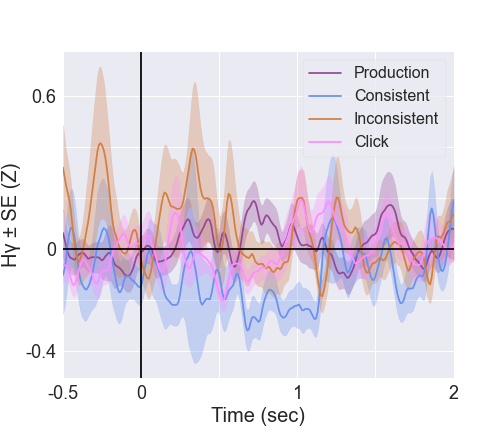 Production
Consistent
Inconsistent
Click
0.6
0
-0.4
Hγ ± SE (Z)
-0.5
0
1
2
Time (sec)